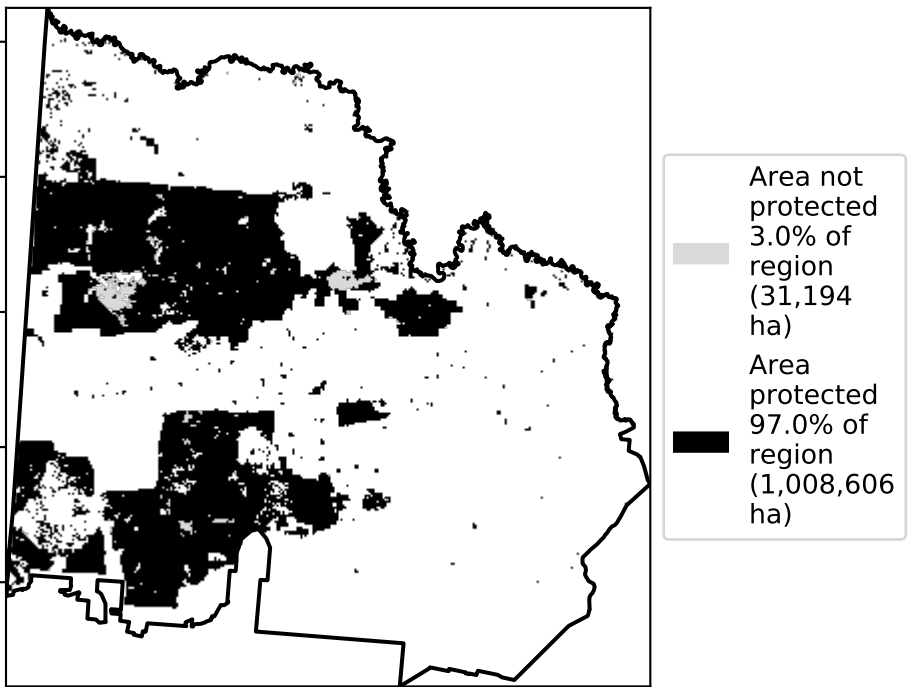 Area not
protected
3.0% of
region
(31,194
ha)
Area
protected
97.0% of
region
(1,008,606
ha)